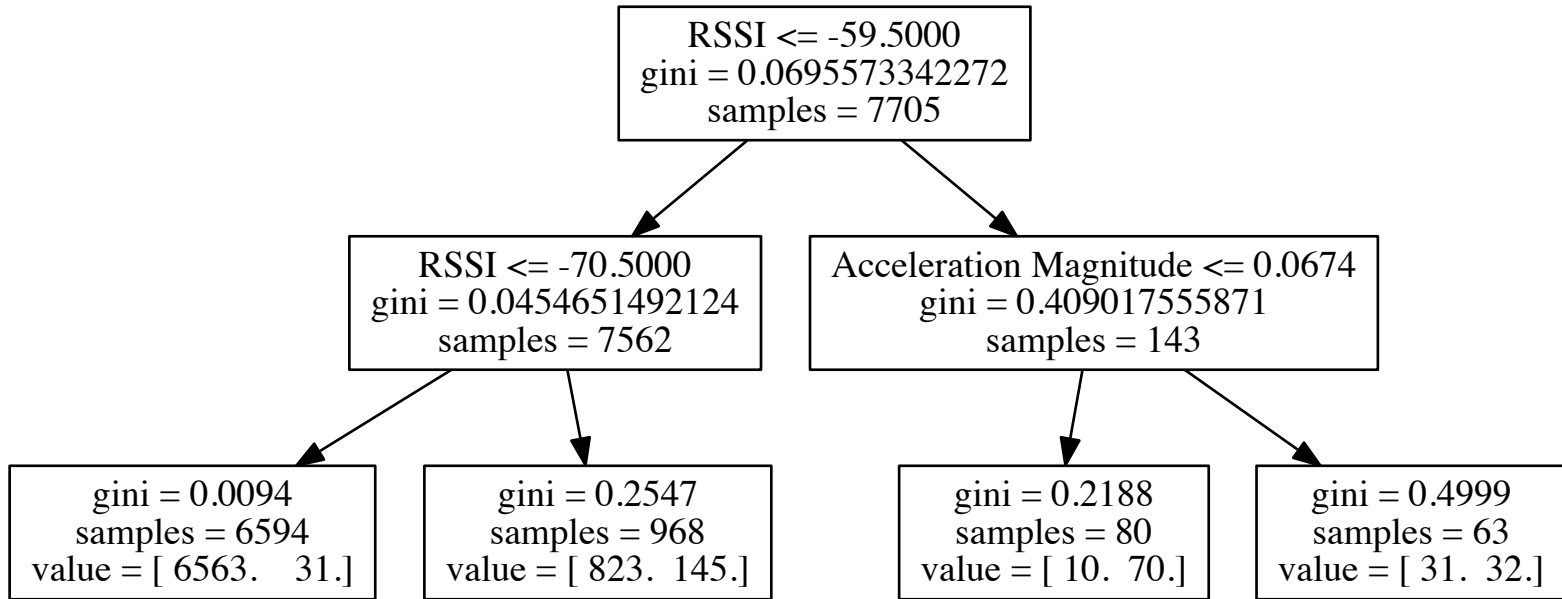 RSSI <= -59.5000
gini = 0.0695573342272
samples = 7705
RSSI <= -70.5000
gini = 0.0454651492124
samples = 7562
Acceleration Magnitude <= 0.0674
gini = 0.409017555871
samples = 143
gini = 0.0094
samples = 6594
value = [ 6563.    31.]
gini = 0.2547
samples = 968
value = [ 823.  145.]
gini = 0.2188
samples = 80
value = [ 10.  70.]
gini = 0.4999
samples = 63
value = [ 31.  32.]